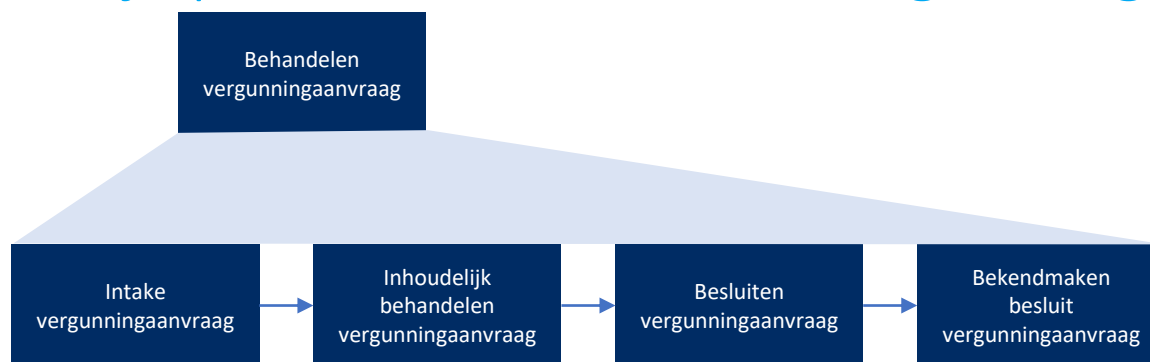 Behandelen
vergunningaanvraag
Intake
vergunningaanvraag
Inhoudelijk
behandelen
vergunningaanvraag
Besluiten
vergunningaanvraag
Bekendmaken
besluit
vergunningaanvraag